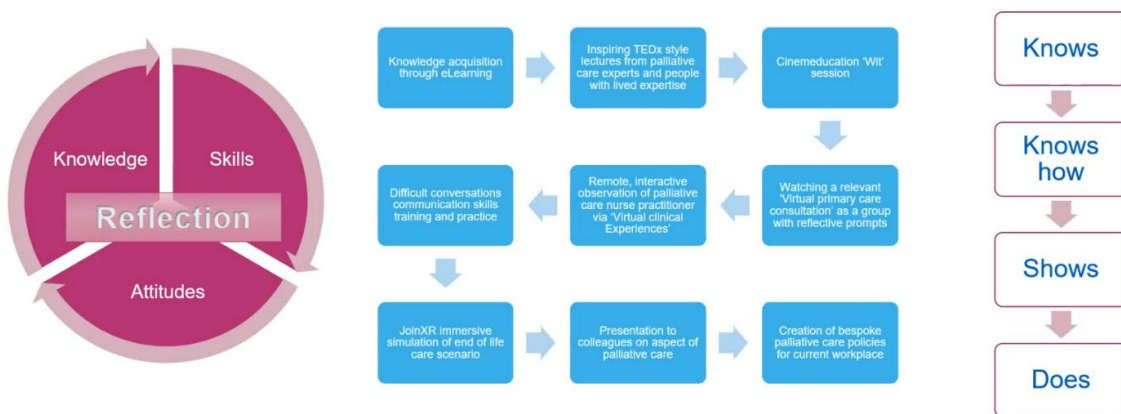 Knowledge
Skills
Reflection
Attitudes
Knowledge acquisition
through eLearning
Inspiring TEDx style
lectures from palliative
care experts and people
with lived expertise
Cinemeducation 'Wit'
session
Watching a relevant
'Virtual primary care
consultation' as a group
with reflective prompts
Remote, interactive
observation of palliative
care nurse practitioner
via 'Virtual clinical
Experiences'
Difficult conversations
communication skills
training and practice
JoinXR immersive
simulation of end of life
care scenario
Presentation to
colleagues on aspect of
palliative care
Creation of bespoke
palliative care policies
for current workplace
Knows
Knows
how
Shows
Does